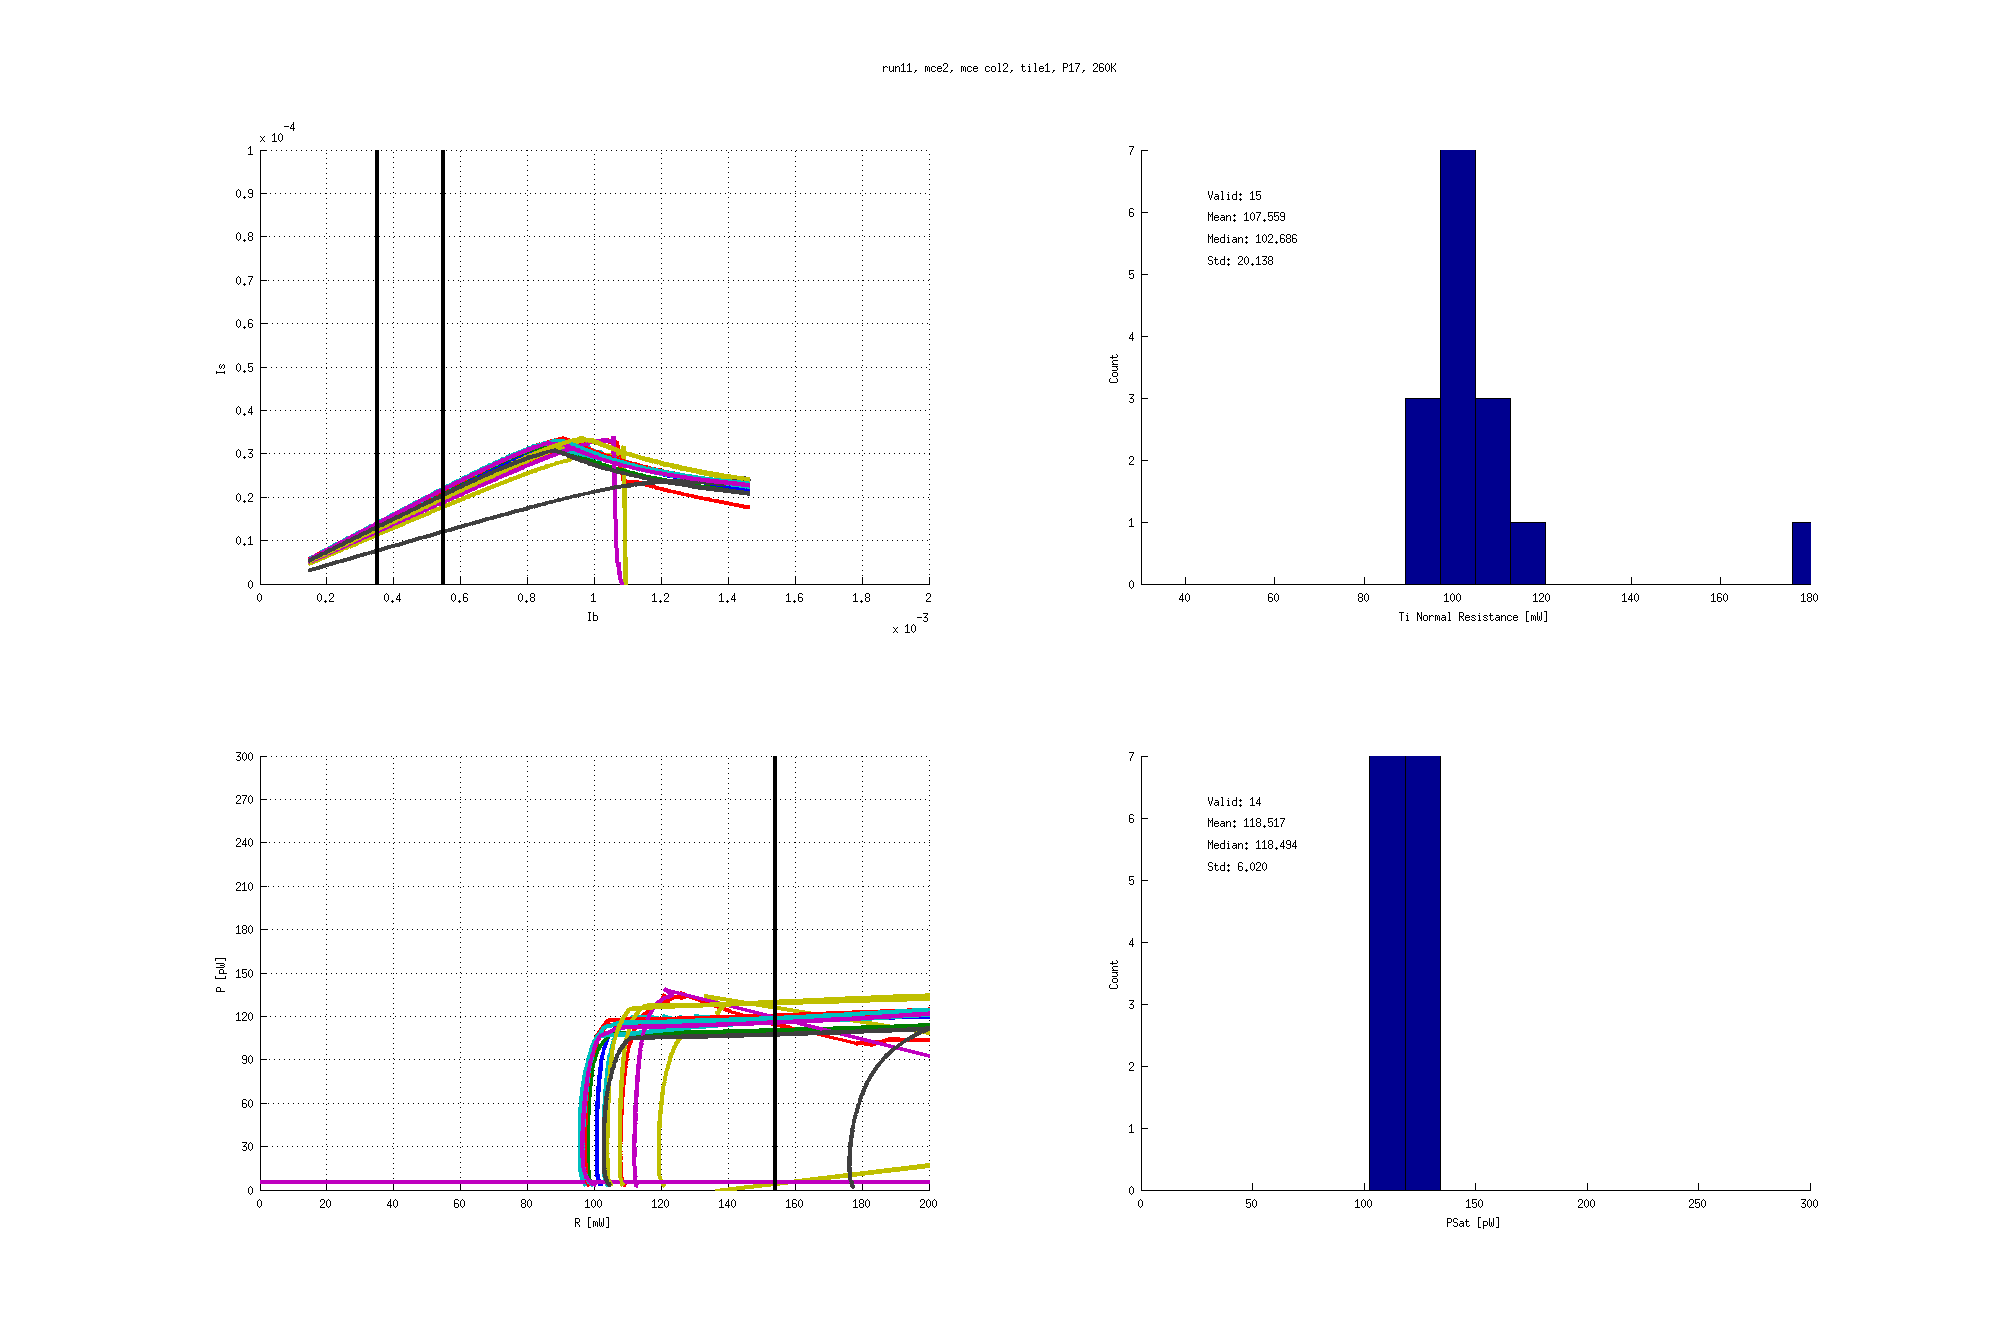 run11, mce2, mce col2, tile1, P17, 260K
x 10^-4
1
0.9
0.8
0.7
0.6
0.5
0.4
0.3
0.2
0.1
0
Is
0 0.2 0.4 0.6 0.8 1 1.2 1.4 1.6 1.8 2
Ib
x 10^-3
7
6
5
4
3
2
1
0
Count
Valid: 15
Mean: 107.559
Median: 102.686
Std: 20.138
40 60 80 100 120 140 160 180
Ti Normal Resistance [mW]
300
270
240
210
180
150
120
90
60
30
0
P [pW]
0 20 40 60 80 100 120 140 160 180 200
R [mW]
7
6
5
4
3
2
1
0
Count
Valid: 14
Mean: 118.517
Median: 118.494
Std: 6.020
0 50 100 150 200 250 300
PSat [pW]